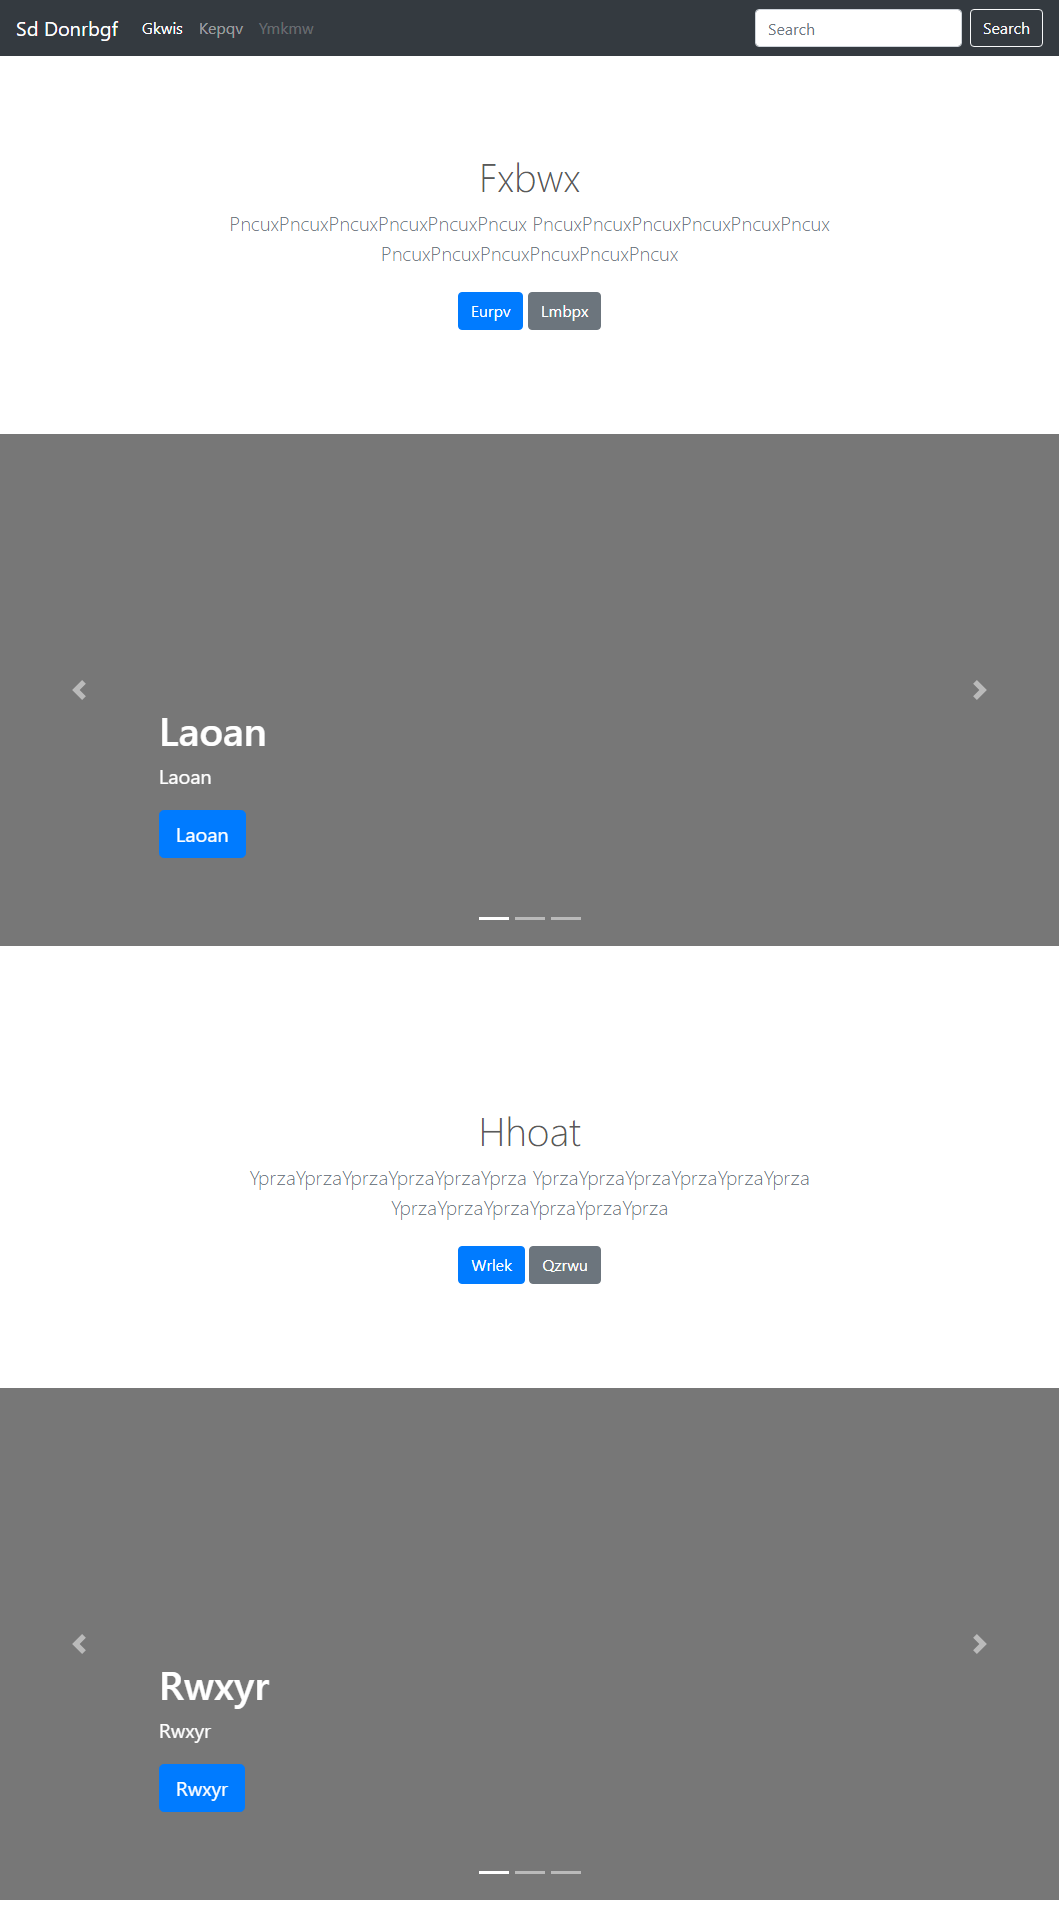 Sd Donrbgf Gkwis Kepqv Ymkmw Search Search
Fxbwx
PncuxPncuxPncuxPncuxPncuxPncux PncuxPncuxPncuxPncuxPncuxPncux
PncuxPncuxPncuxPncuxPncuxPncux
Eurpv Lmbpx
Laoan
Laoan
Laoan
Hhoat
YprzaYprzaYprzaYprzaYprzaYprza YprzaYprzaYprzaYprzaYprzaYprza
YprzaYprzaYprzaYprzaYprzaYprza
Wrlek Qzrwu
Rwxyr
Rwxyr
Rwxyr